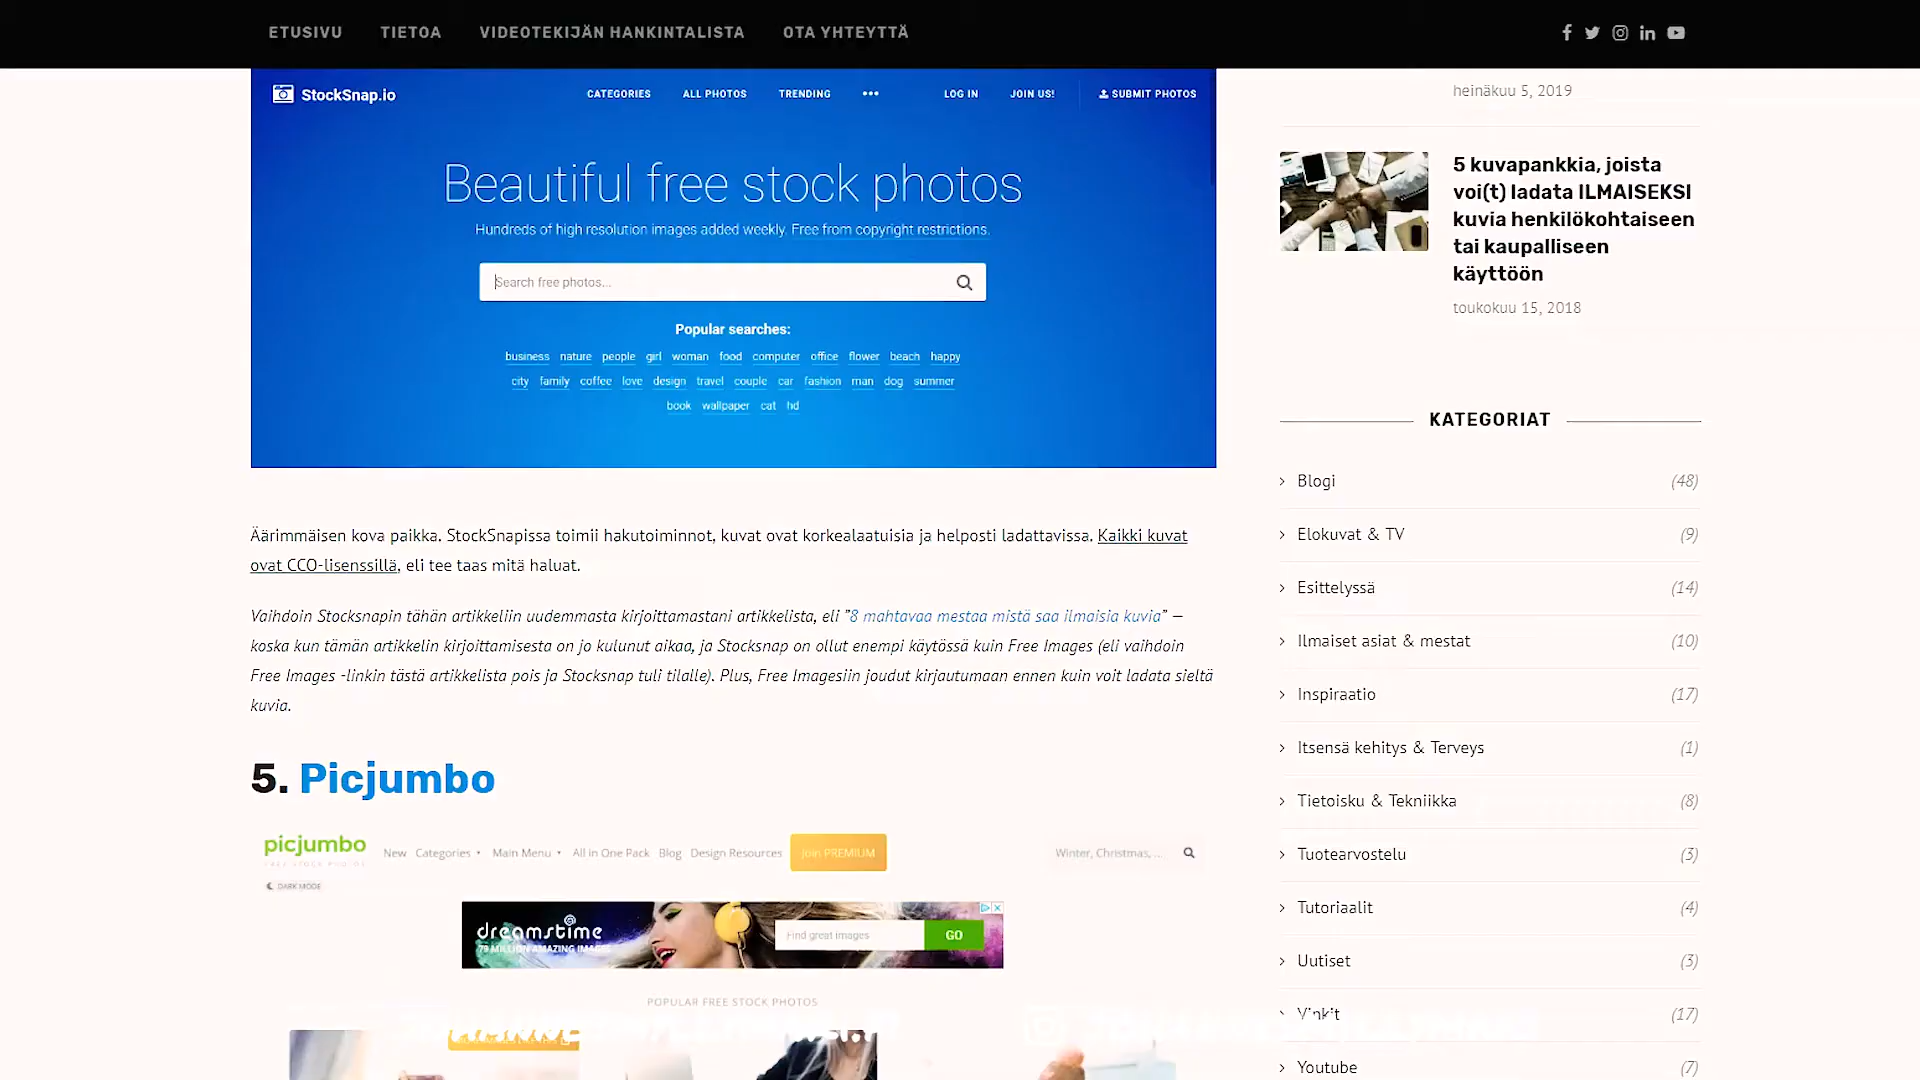 ETUSIVU TIETOA VIDEOTEKIJÄN HANKINTALISTA OTA YHTEYTTÄ
StockSnap.io CATEGORIES ALL PHOTOS TRENDING ••• LOG IN JOIN US! SUBMIT PHOTOS
Beautiful free stock photos
Hundreds of high resolution images added weekly. Free from copyright restrictions.
Search free photos...
Popular searches:
business nature people girl woman food computer office flower beach happy
city family coffee love design travel couple car fashion man dog summer
book wallpaper cat hd
Äärimmäisen kova paikka. StockSnapissa toimii hakutoiminnot, kuvat ovat korkealaatuisia ja helposti ladattavissa. Kaikki kuvat
ovat CCO-lisenssillä, eli tee taas mitä haluat.
Vaihdoin Stocksnapin tähän artikkeliin uudemmasta kirjoittamastani artikkelista, eli ”8 mahtavaa mestaa mistä saa ilmaisia kuvia” –
koska kun tämän artikkelin kirjoittamisesta on jo kulunut aikaa, ja Stocksnap on ollut enempi käytössä kuin Free Images (eli vaihdoin
Free Images -linkin tästä artikkelista pois ja Stocksnap tuli tilalle). Plus, Free Imagesiin joudut kirjautumaan ennen kuin voit ladata sieltä
kuvia.
5. Picjumbo
picjumbo New Categories Main Menu All in One Pack Blog Design Resources Join PREMIUM Winter, Christmas, ...
FREE STOCK PHOTOS
DARK MODE
dreamstime Find great images GO
79 MILLION AMAZING IMAGES
POPULAR FREE STOCK PHOTOS
heinäkuu 5, 2019
5 kuvapankkia, joista
voi(t) ladata ILMAISEKSI
kuvia henkilökohtaiseen
tai kaupalliseen
käyttöön
toukokuu 15, 2018
KATEGORIAT
Blogi (48)
Elokuvat & TV (9)
Esittelyssä (14)
Ilmaiset asiat & mestat (10)
Inspiraatio (17)
Itsensä kehitys & Terveys (1)
Tietoisku & Tekniikka (8)
Tuotearvostelu (3)
Tutoriaalit (4)
Uutiset (3)
Vinkit (17)
Youtube (7)